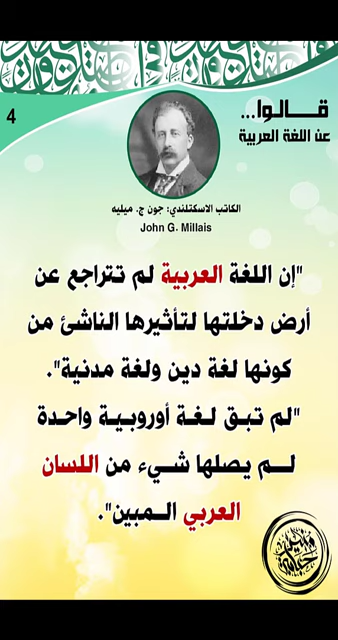 قـــالوا...
عن اللغة العربية
4
الكاتب الاسكتلندي: جون ج. ميليه
John G. Millais
"إن اللغة العربية لم تتراجع عن
أرض دخلتها لتأثيرها الناشئ من
كونها لغة دين ولغة مدنية".
"لم تبق لغة أوروبية واحدة
لم يصلها شيء من اللسان
العربي المبين".